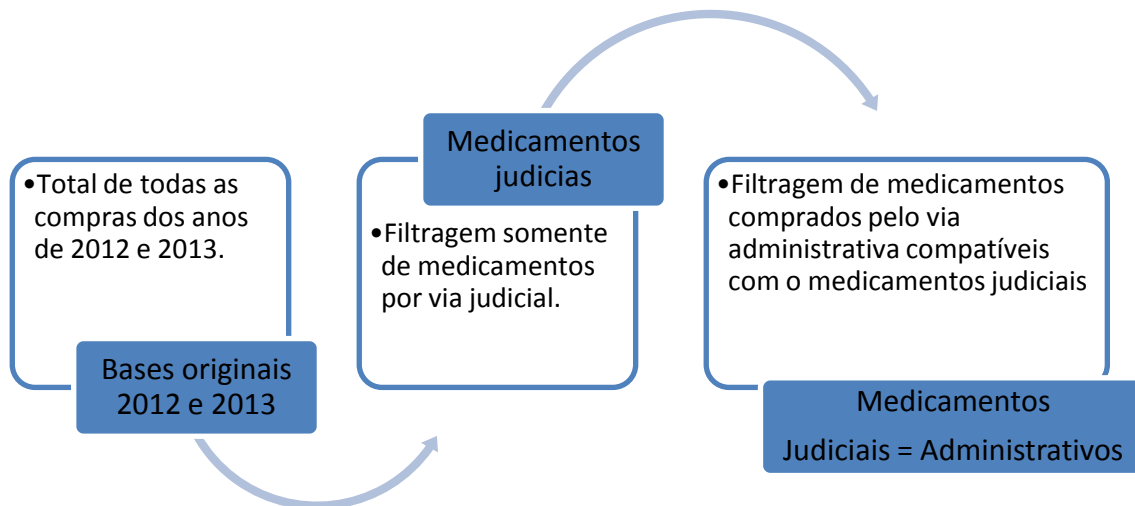 •Total de todas as
compras dos anos
de 2012 e 2013.
Bases originais
2012 e 2013
Medicamentos
judicias
•Filtragem somente
de medicamentos
por via judicial.
•Filtragem de medicamentos
comprados pelo via
administrativa compatíveis
com o medicamentos judiciais
Medicamentos
Judiciais = Administrativos